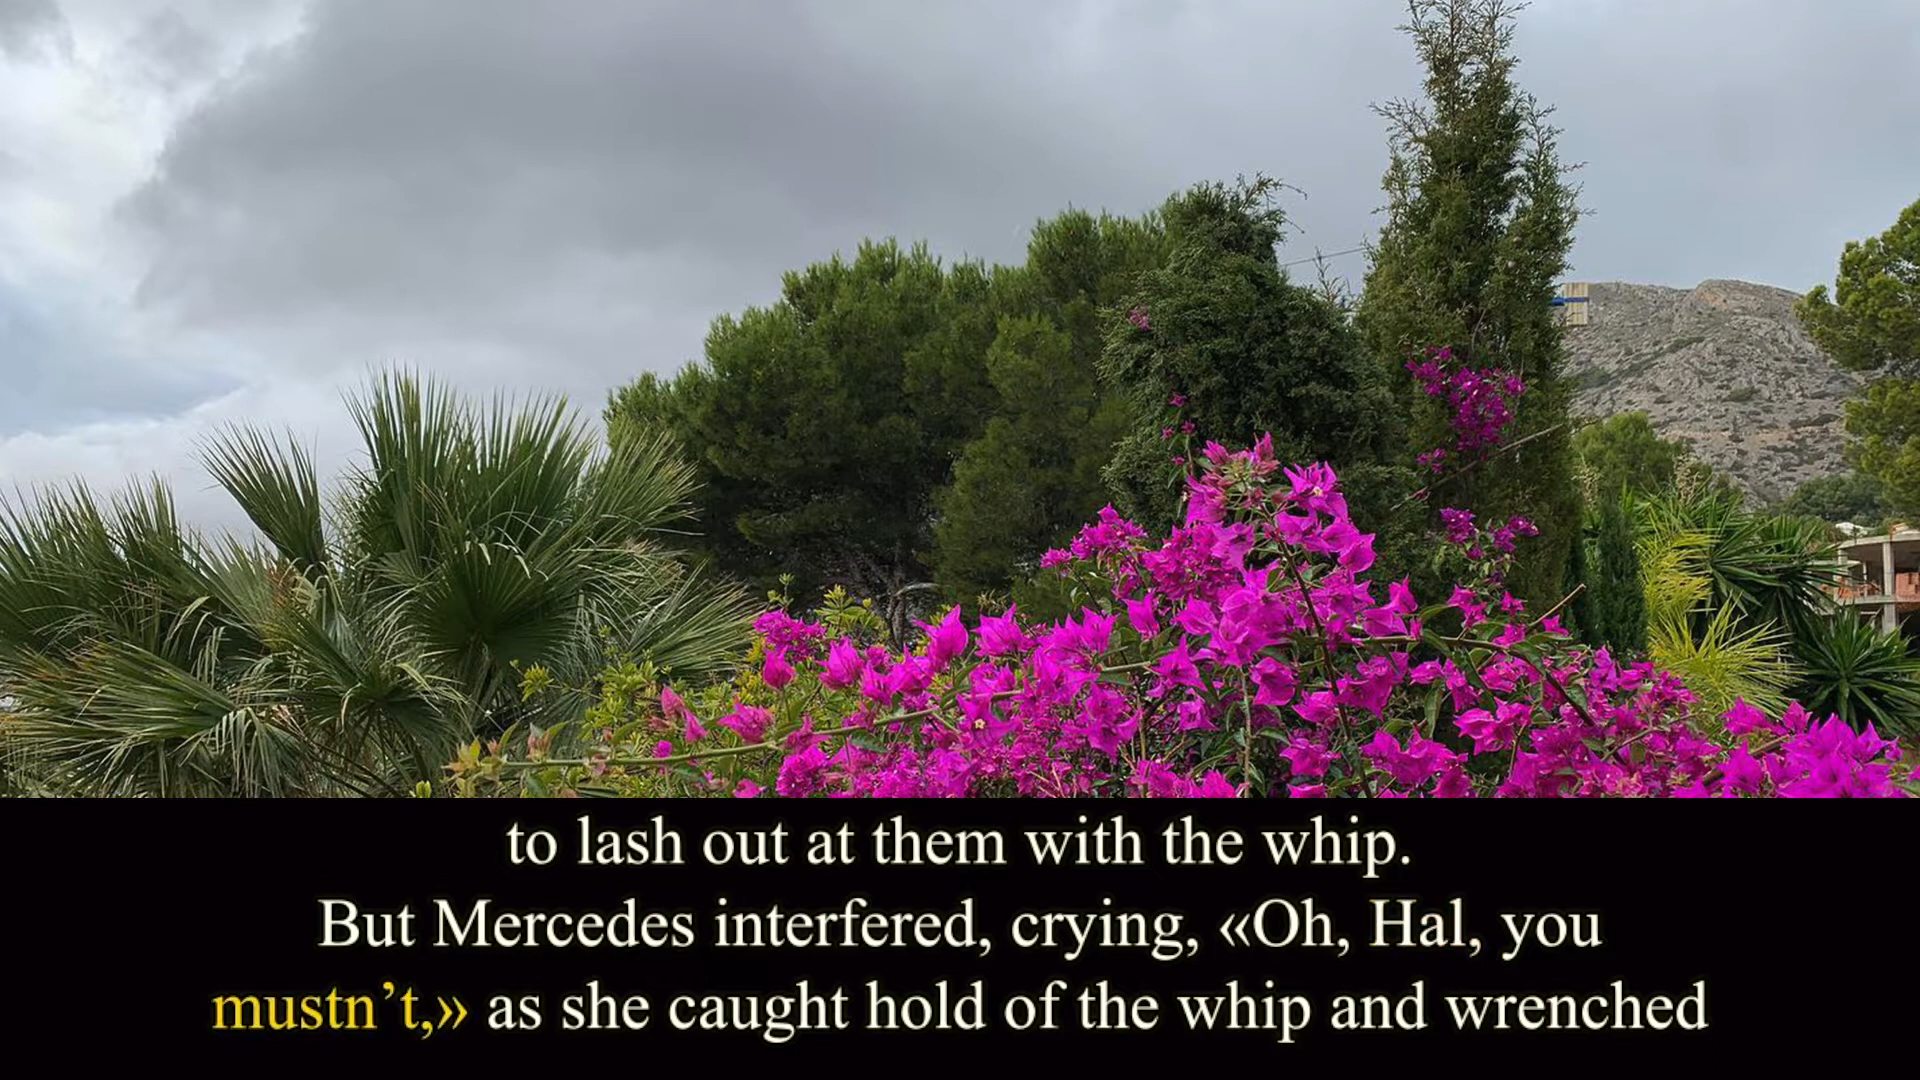 to lash out at them with the whip.
But Mercedes interfered, crying, «Oh, Hal, you
mustn’t,» as she caught hold of the whip and wrenched